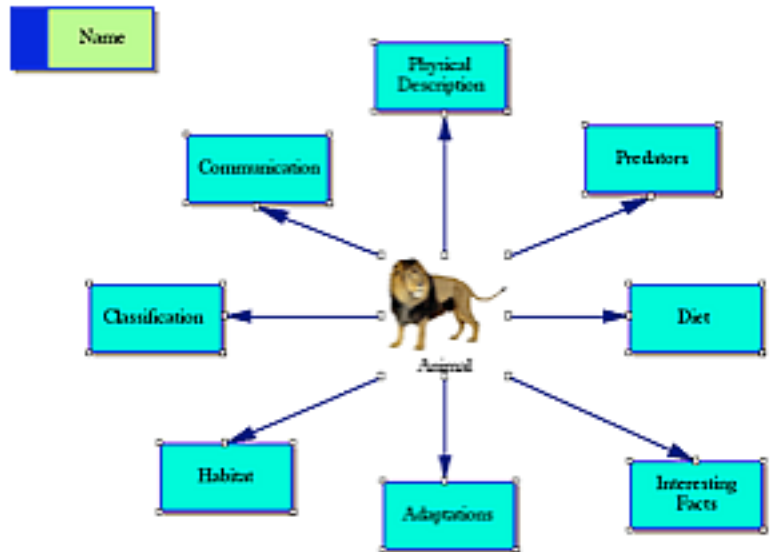 Name
Physical
Description
Communication
Predators
Classification
Diet
Animal
Habitat
Adaptations
Interesting
Facts